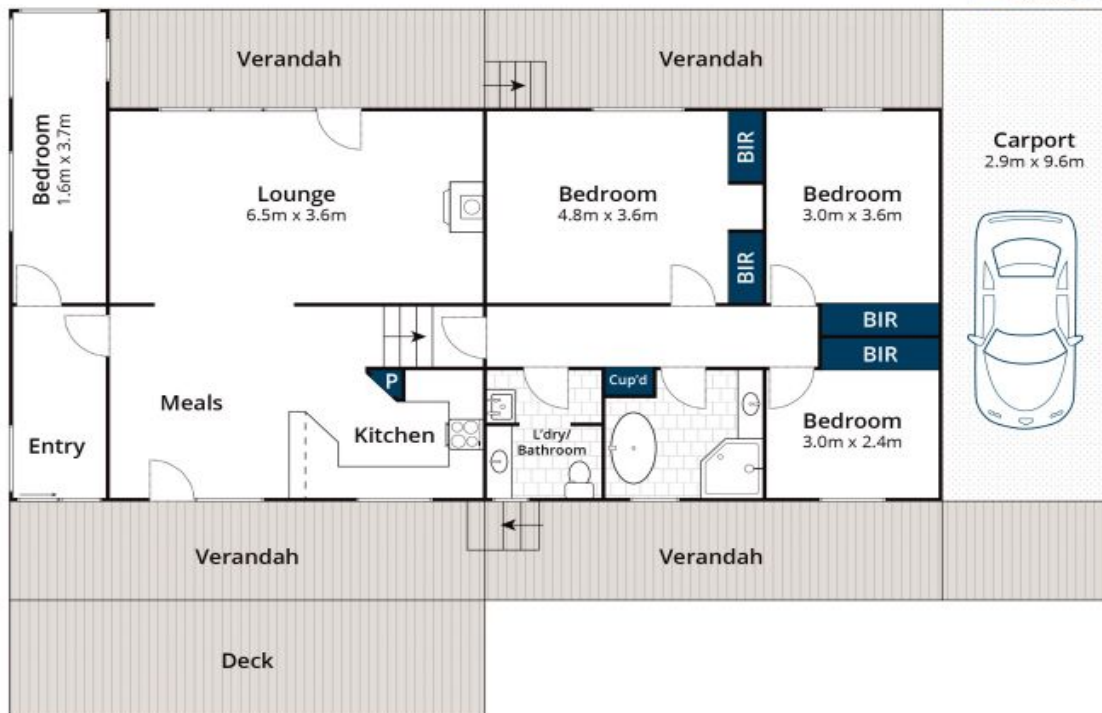 Verandah
Verandah
Bedroom
1.6m x 3.7m
Lounge
6.5m x 3.6m
Bedroom
4.8m x 3.6m
BIR
BIR
Bedroom
3.0m x 3.6m
Carport
2.9m x 9.6m
BIR
BIR
P
Cup'd
Meals
Kitchen
L'dry/
Bathroom
Bedroom
3.0m x 2.4m
Entry
Verandah
Verandah
Deck